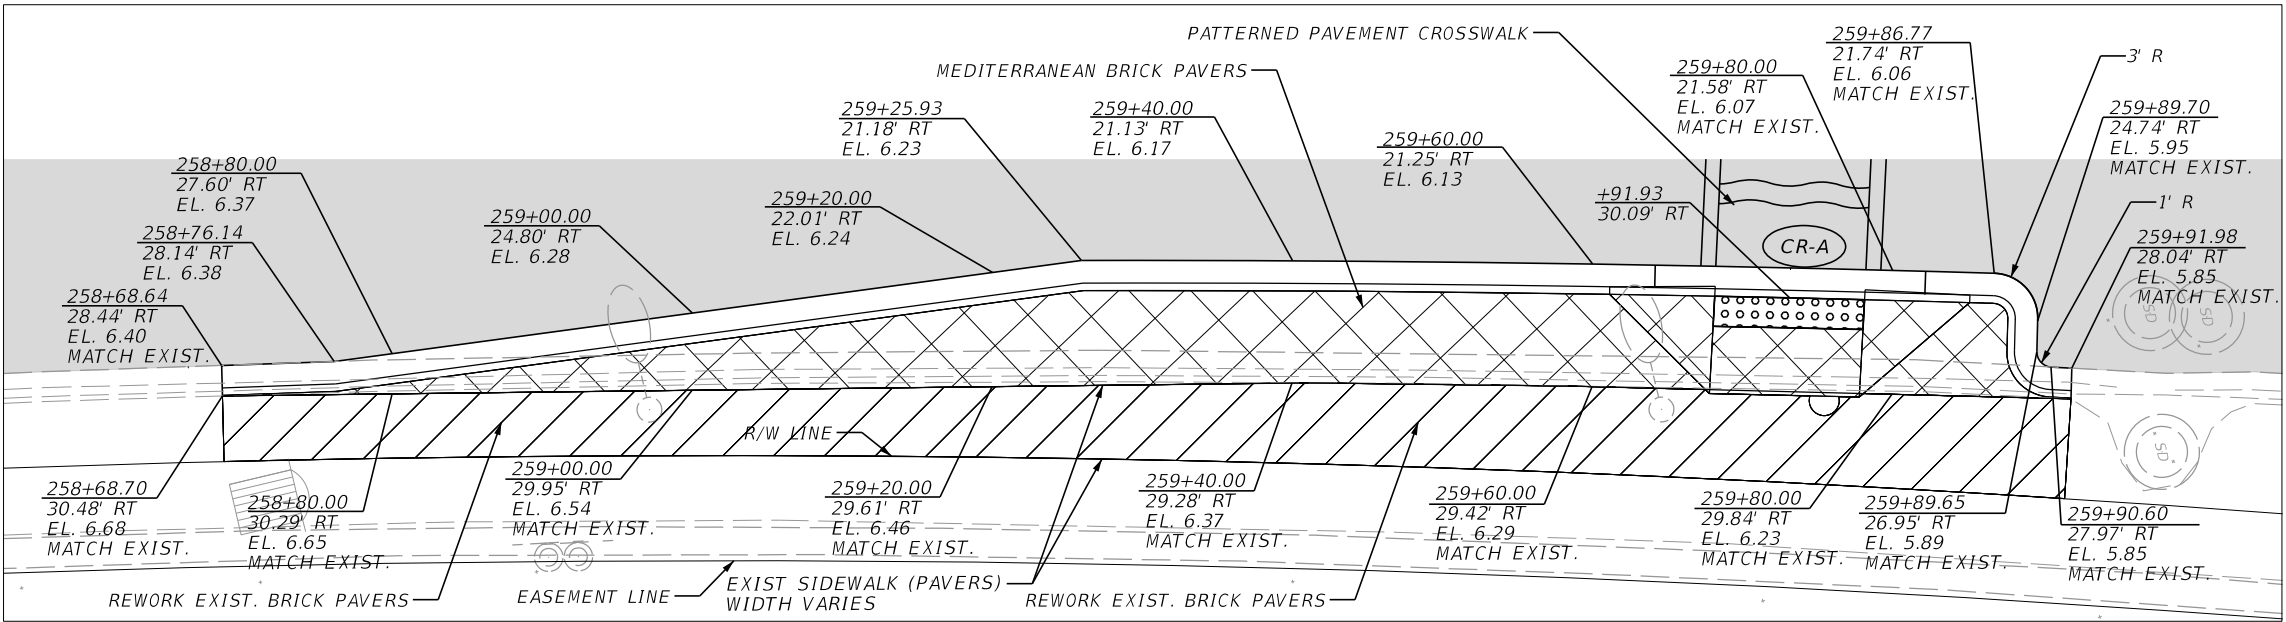 PATTERNED PAVEMENT CROSSWALK
MEDITERRANEAN BRICK PAVERS
259+86.77
21.74' RT
EL. 6.06
MATCH EXIST.
3' R
259+80.00
21.58' RT
EL. 6.07
MATCH EXIST.
259+89.70
24.74' RT
EL. 5.95
MATCH EXIST.
259+25.93
21.18' RT
EL. 6.23
259+40.00
21.13' RT
EL. 6.17
259+60.00
21.25' RT
EL. 6.13
258+80.00
27.60' RT
EL. 6.37
259+20.00
22.01' RT
EL. 6.24
+91.93
30.09' RT
1' R
259+00.00
24.80' RT
EL. 6.28
258+76.14
28.14' RT
EL. 6.38
CR-A
259+91.98
28.04' RT
EL. 5.85
MATCH EXIST.
258+68.64
28.44' RT
EL. 6.40
MATCH EXIST.
SD
SD
SD
R/W LINE
258+68.70
30.48' RT
EL. 6.68
MATCH EXIST.
258+80.00
30.29' RT
EL. 6.65
MATCH EXIST.
259+00.00
29.95' RT
EL. 6.54
MATCH EXIST.
259+20.00
29.61' RT
EL. 6.46
MATCH EXIST.
259+40.00
29.28' RT
EL. 6.37
MATCH EXIST.
259+60.00
29.42' RT
EL. 6.29
MATCH EXIST.
259+80.00
29.84' RT
EL. 6.23
MATCH EXIST.
259+89.65
26.95' RT
EL. 5.89
MATCH EXIST.
259+90.60
27.97' RT
EL. 5.85
MATCH EXIST.
REWORK EXIST. BRICK PAVERS
EASEMENT LINE
EXIST SIDEWALK (PAVERS)
WIDTH VARIES
REWORK EXIST. BRICK PAVERS